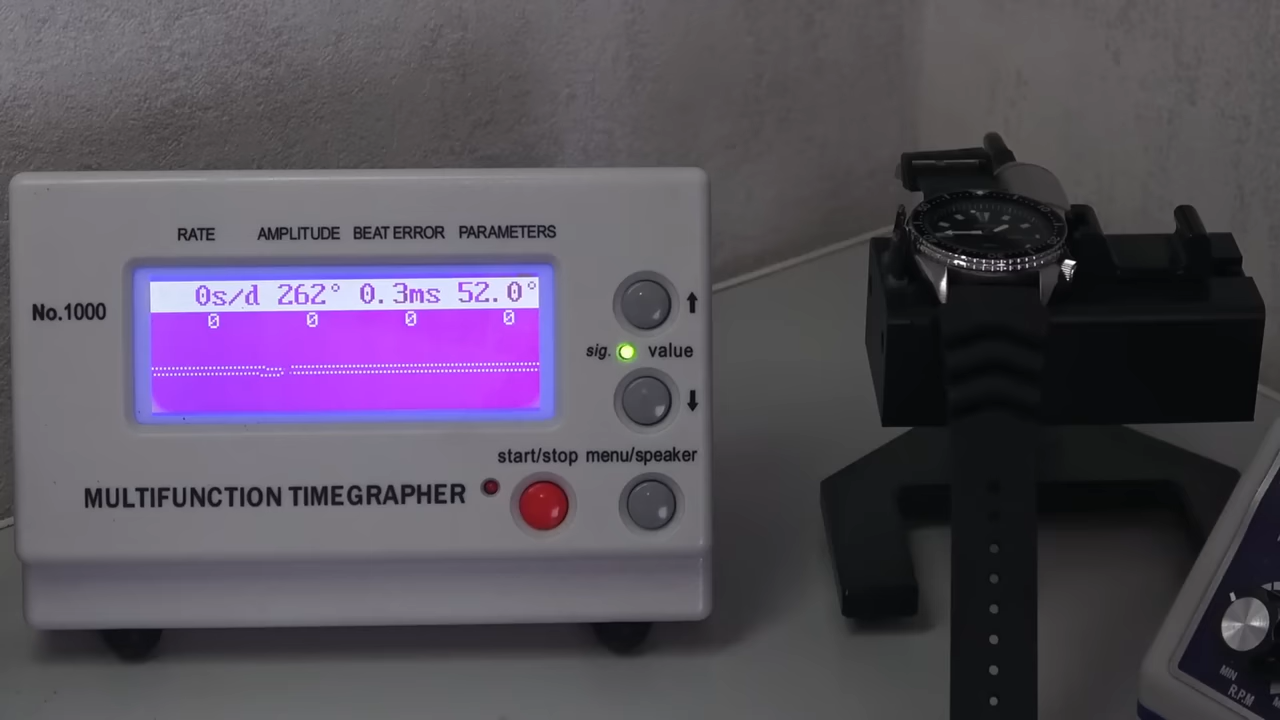 RATE AMPLITUDE BEAT ERROR PARAMETERS
0s/d 262° 0.3ms 52.0°
0 0 0 0
No.1000
sig. value
start/stop menu/speaker
MULTIFUNCTION TIMEGRAPHER
MIN
R.P.M